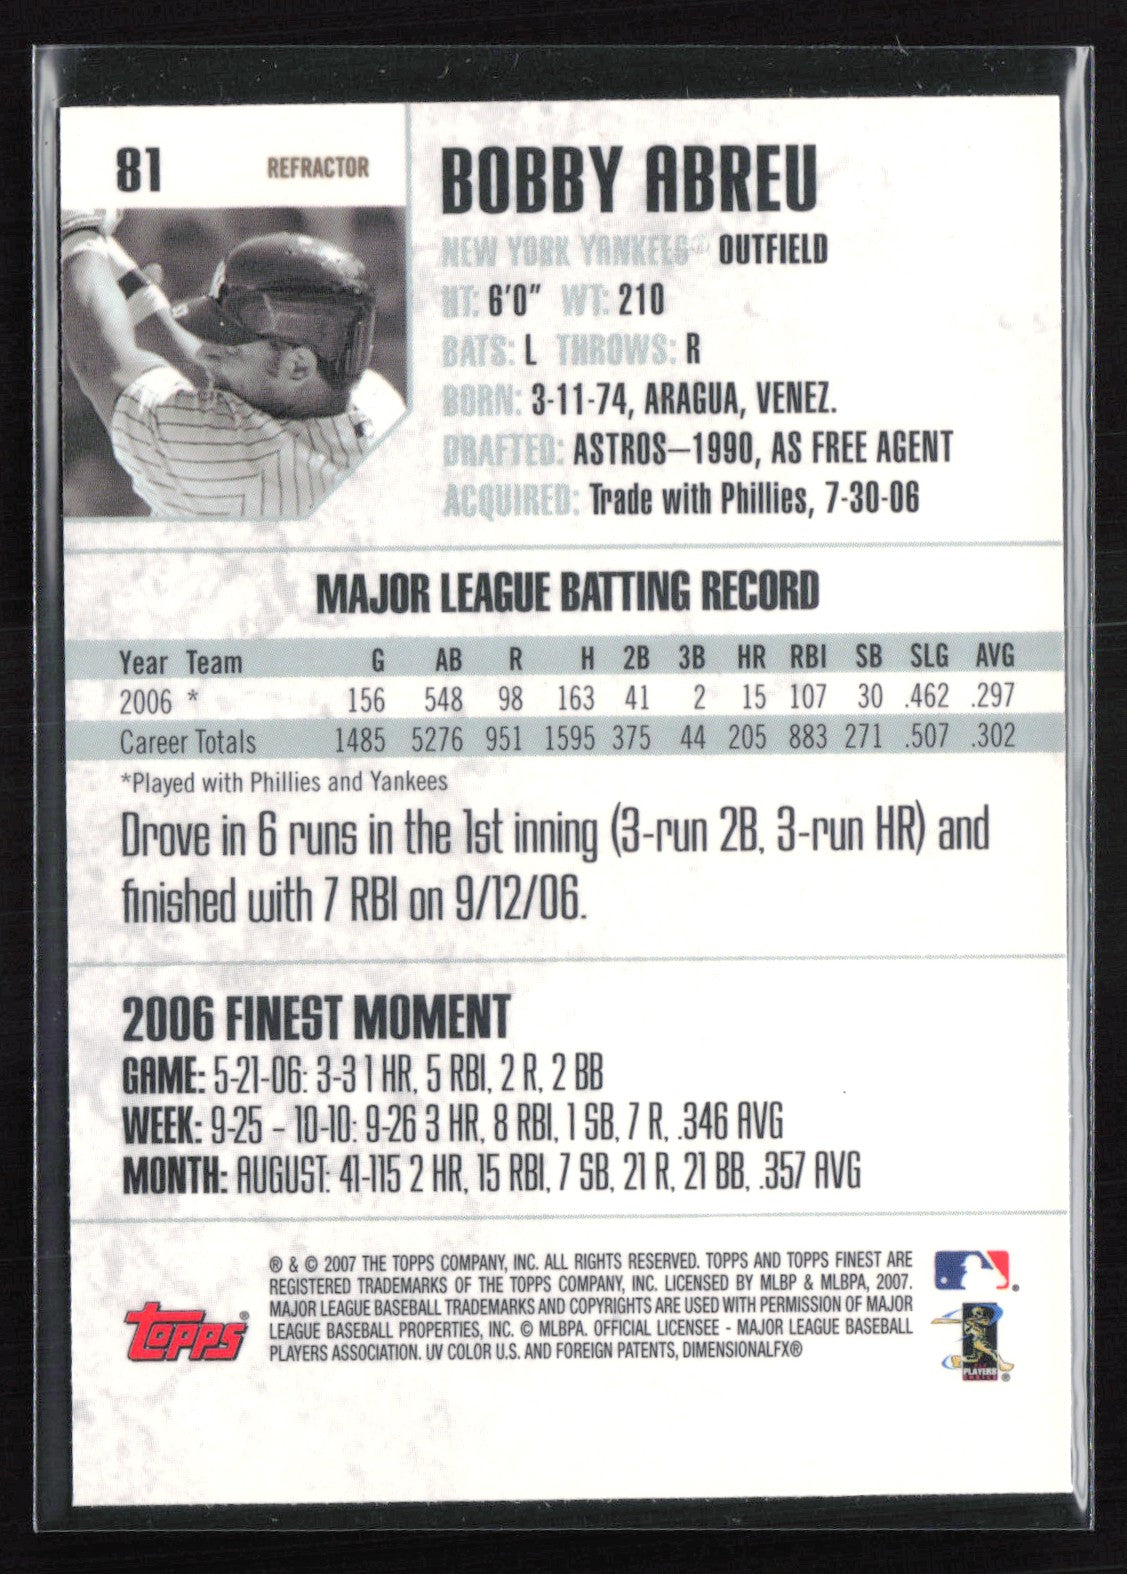 81 REFRACTOR
BOBBY ABREU
NEW YORK YANKEES® OUTFIELD
HT: 6'0" WT: 210
BATS: L THROWS: R
BORN: 3-11-74, ARAGUA, VENEZ.
DRAFTED: ASTROS—1990, AS FREE AGENT
ACQUIRED: Trade with Phillies, 7-30-06
MAJOR LEAGUE BATTING RECORD
Year Team G AB R H 2B 3B HR RBI SB SLG AVG
2006 * 156 548 98 163 41 2 15 107 30 .462 .297
Career Totals 1485 5276 951 1595 375 44 205 883 271 .507 .302
*Played with Phillies and Yankees
Drove in 6 runs in the 1st inning (3-run 2B, 3-run HR) and
finished with 7 RBI on 9/12/06.
2006 FINEST MOMENT
GAME: 5-21-06: 3-3 1 HR, 5 RBI, 2 R, 2 BB
WEEK: 9-25 – 10-10: 9-26 3 HR, 8 RBI, 1 SB, 7 R, .346 AVG
MONTH: AUGUST: 41-115 2 HR, 15 RBI, 7 SB, 21 R, 21 BB, .357 AVG
® & © 2007 THE TOPPS COMPANY, INC. ALL RIGHTS RESERVED. TOPPS AND TOPPS FINEST ARE
REGISTERED TRADEMARKS OF THE TOPPS COMPANY, INC. LICENSED BY MLBP & MLBPA, 2007.
MAJOR LEAGUE BASEBALL TRADEMARKS AND COPYRIGHTS ARE USED WITH PERMISSION OF MAJOR
LEAGUE BASEBALL PROPERTIES, INC. © MLBPA. OFFICIAL LICENSEE - MAJOR LEAGUE BASEBALL
PLAYERS ASSOCIATION. UV COLOR U.S. AND FOREIGN PATENTS, DIMENSIONALFX®
Topps®
PLAYERS